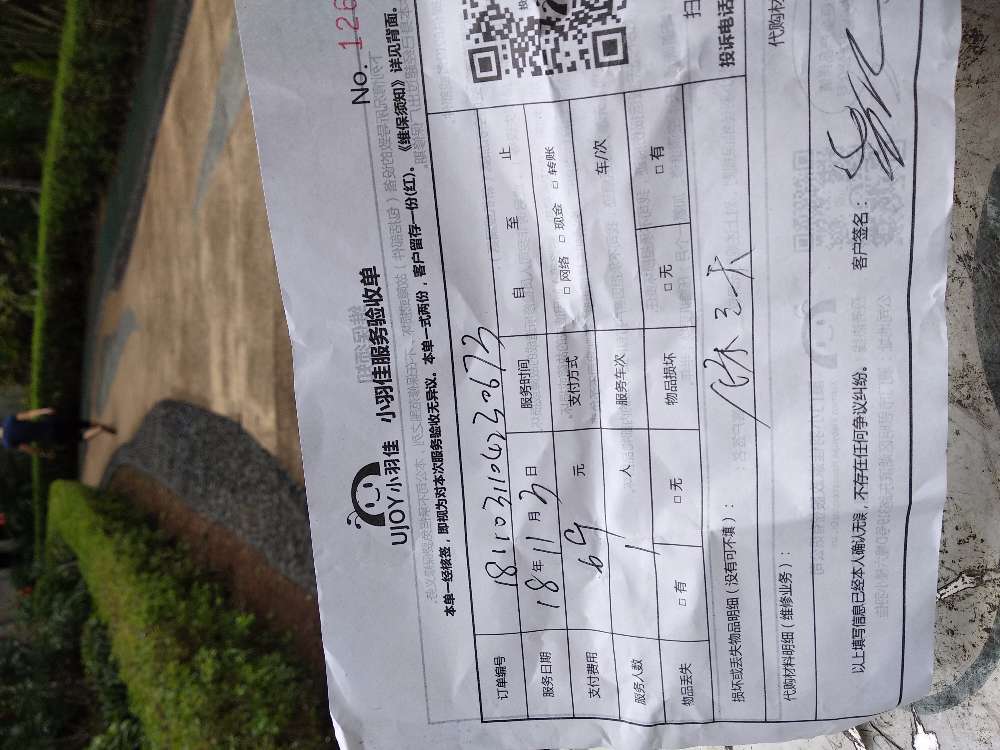 UJOY小羽佳 小羽佳服务验收单
No. 126
本单一经核签，即视为对本次服务验收无异议。本单一式两份，客户留存一份(红)。《维保须知》详见背面。
订单编号 1811031104230673
服务日期 18年11月3日 服务时间 自 至 止
支付费用 69元 支付方式 □ 网络 □ 现金 □ 转账
服务人数 1人 服务车次 车/次
物品丢失 □ 有 □ 无 物品损坏 □ 无 □ 有
损坏或丢失物品明细（没有可不填）：
投诉电话
代购材料明细（维修业务）：
代购材
以上填写信息已经本人确认无误，不存在任何争议纠纷。 客户签名：